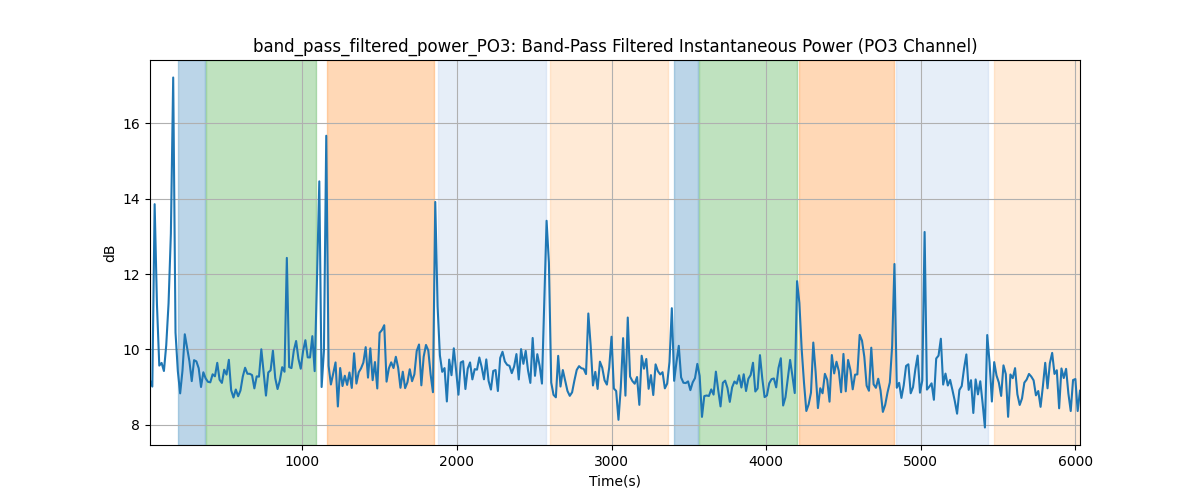 band_pass_filtered_power_PO3: Band-Pass Filtered Instantaneous Power (PO3 Channel)
dB
16
14
12
10
8
1000 2000 3000 4000 5000 6000
Time(s)